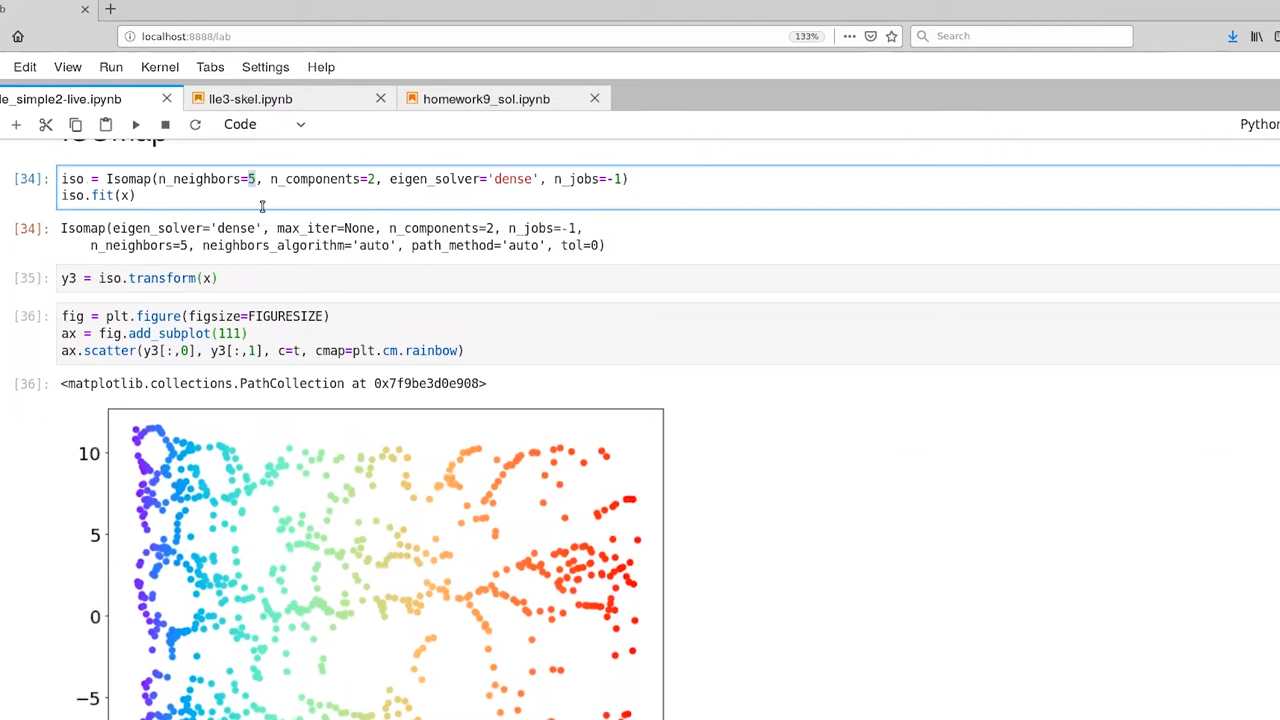 b
localhost:8888/lab
133%
Search
Edit View Run Kernel Tabs Settings Help
le_simple2-live.ipynb
lle3-skel.ipynb
homework9_sol.ipynb
Code
Python
[34]:
iso = Isomap(n_neighbors=5, n_components=2, eigen_solver='dense', n_jobs=-1)
iso.fit(x)
[34]:
Isomap(eigen_solver='dense', max_iter=None, n_components=2, n_jobs=-1,
n_neighbors=5, neighbors_algorithm='auto', path_method='auto', tol=0)
[35]:
y3 = iso.transform(x)
[36]:
fig = plt.figure(figsize=FIGURESIZE)
ax = fig.add_subplot(111)
ax.scatter(y3[:,0], y3[:,1], c=t, cmap=plt.cm.rainbow)
[36]:
<matplotlib.collections.PathCollection at 0x7f9be3d0e908>
10
5
0
−5